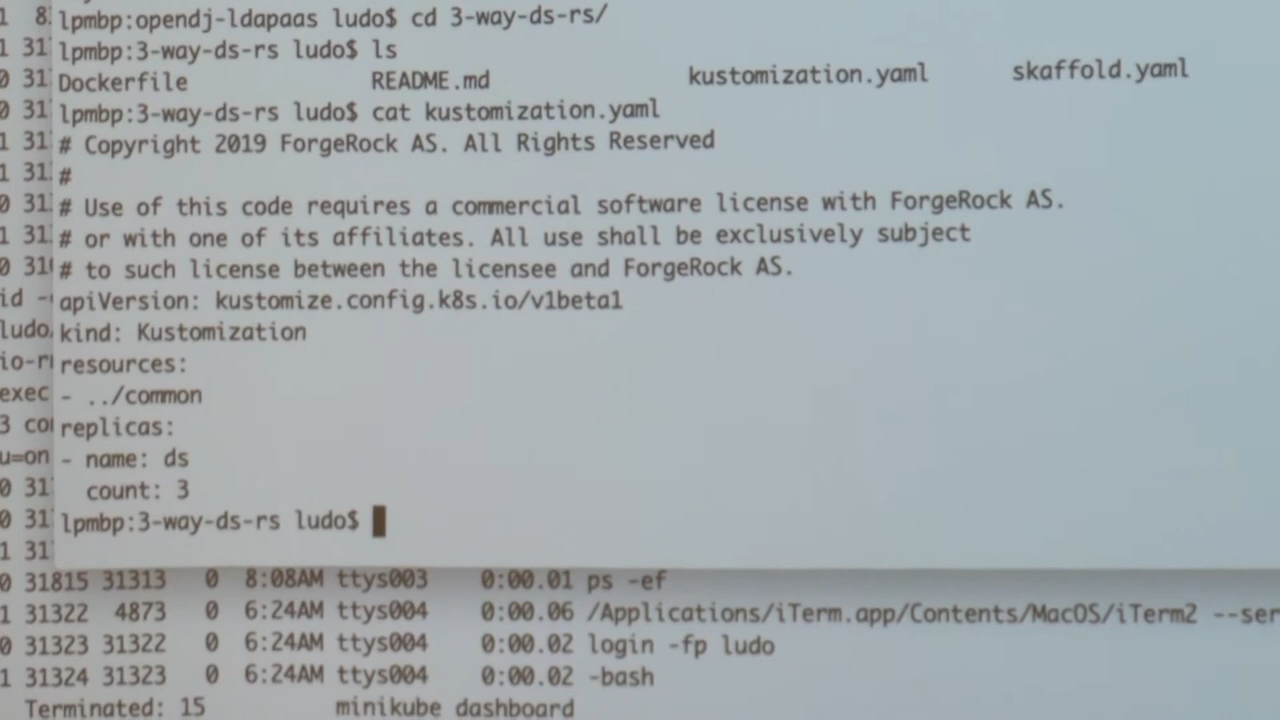 lpmbp:opendj-ldapaas ludo$ cd 3-way-ds-rs/
lpmbp:3-way-ds-rs ludo$ ls
Dockerfile README.md kustomization.yaml skaffold.yaml
lpmbp:3-way-ds-rs ludo$ cat kustomization.yaml
# Copyright 2019 ForgeRock AS. All Rights Reserved
#
# Use of this code requires a commercial software license with ForgeRock AS.
# or with one of its affiliates. All use shall be exclusively subject
# to such license between the licensee and ForgeRock AS.
apiVersion: kustomize.config.k8s.io/v1beta1
kind: Kustomization
resources:
- ../common
replicas:
- name: ds
  count: 3
lpmbp:3-way-ds-rs ludo$
0 31815 31313 0 8:08AM ttys003 0:00.01 ps -ef
1 31322 4873 0 6:24AM ttys004 0:00.06 /Applications/iTerm.app/Contents/MacOS/iTerm2 --ser
0 31323 31322 0 6:24AM ttys004 0:00.02 login -fp ludo
1 31324 31323 0 6:24AM ttys004 0:00.02 -bash
Terminated: 15 minikube dashboard